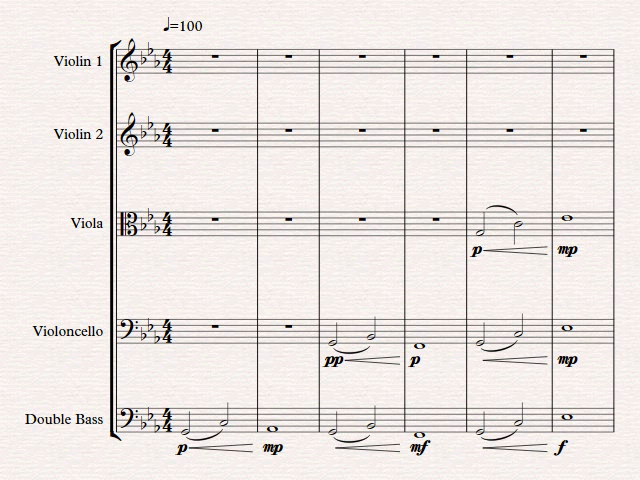 ♩=100
Violin 1
Violin 2
Viola
p mp
Violoncello
pp p mp
Double Bass
p mp mf f